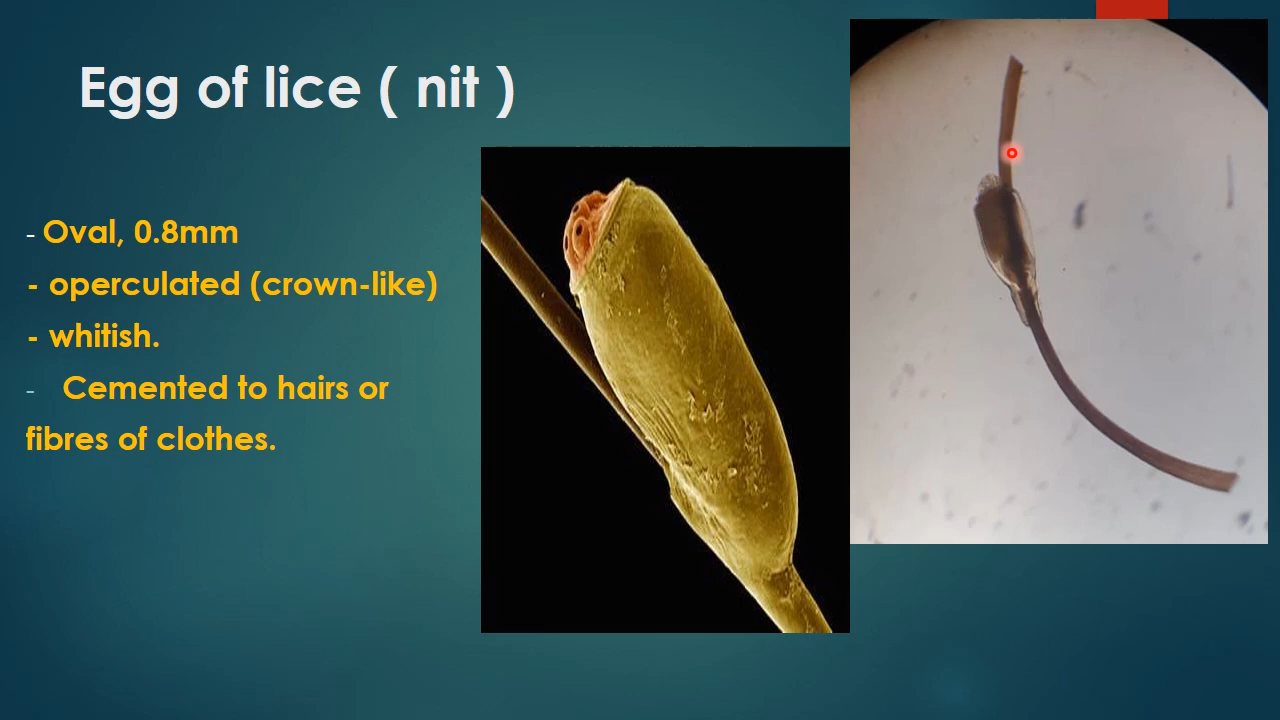 Egg of lice ( nit )
- Oval, 0.8mm
- operculated (crown-like)
- whitish.
- Cemented to hairs or
fibres of clothes.